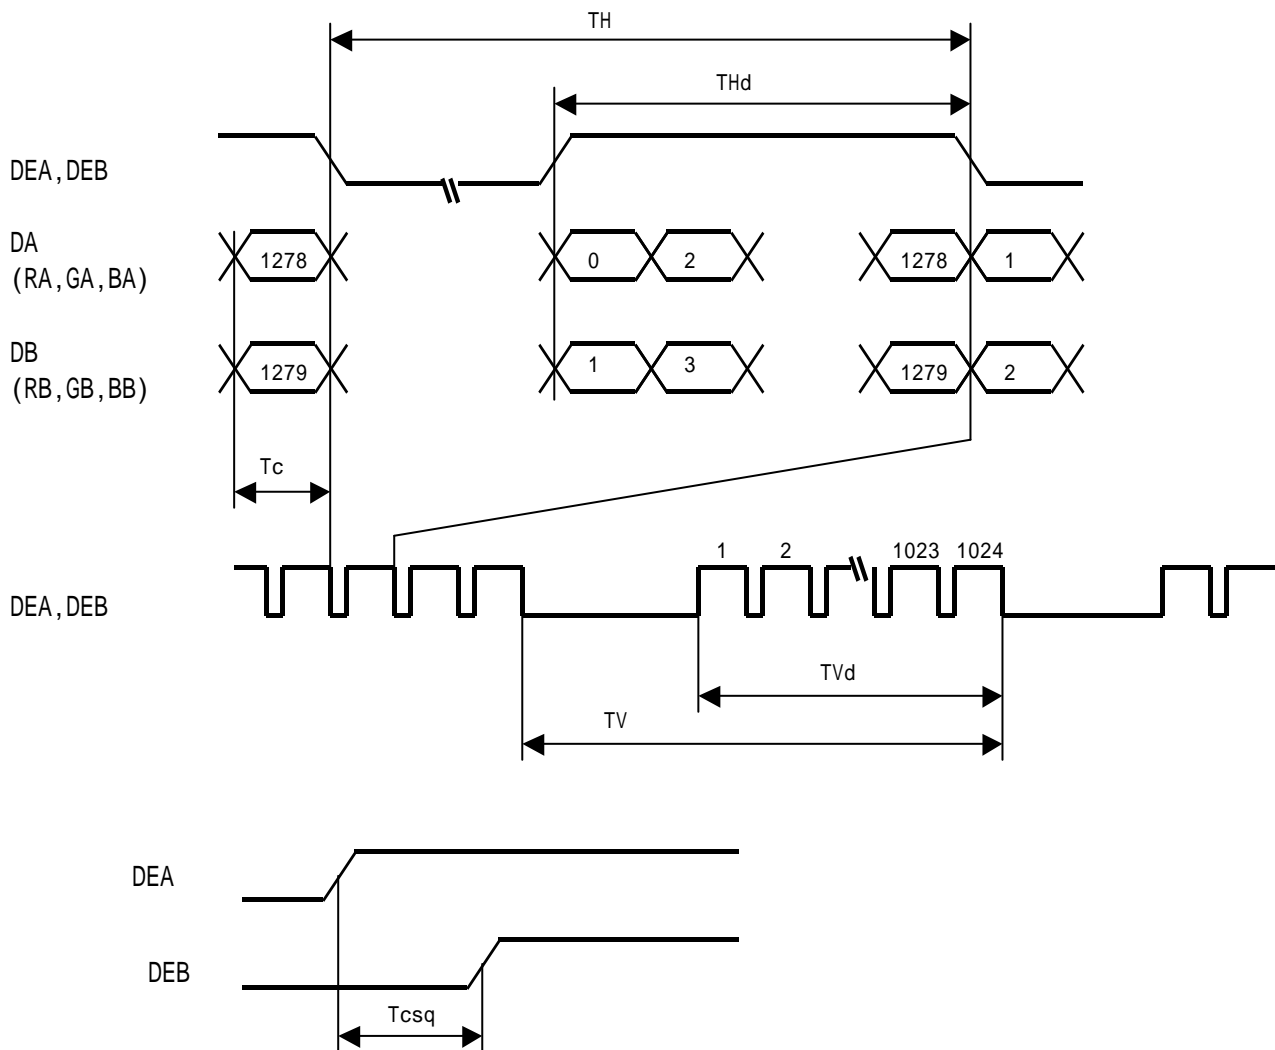 TH
THd
DEA,DEB
DA
(RA,GA,BA)
1278
0
2
1278
1
DB
(RB,GB,BB)
1279
1
3
1279
2
Tc
1
2
1023
1024
DEA,DEB
TVd
TV
DEA
DEB
Tcsq